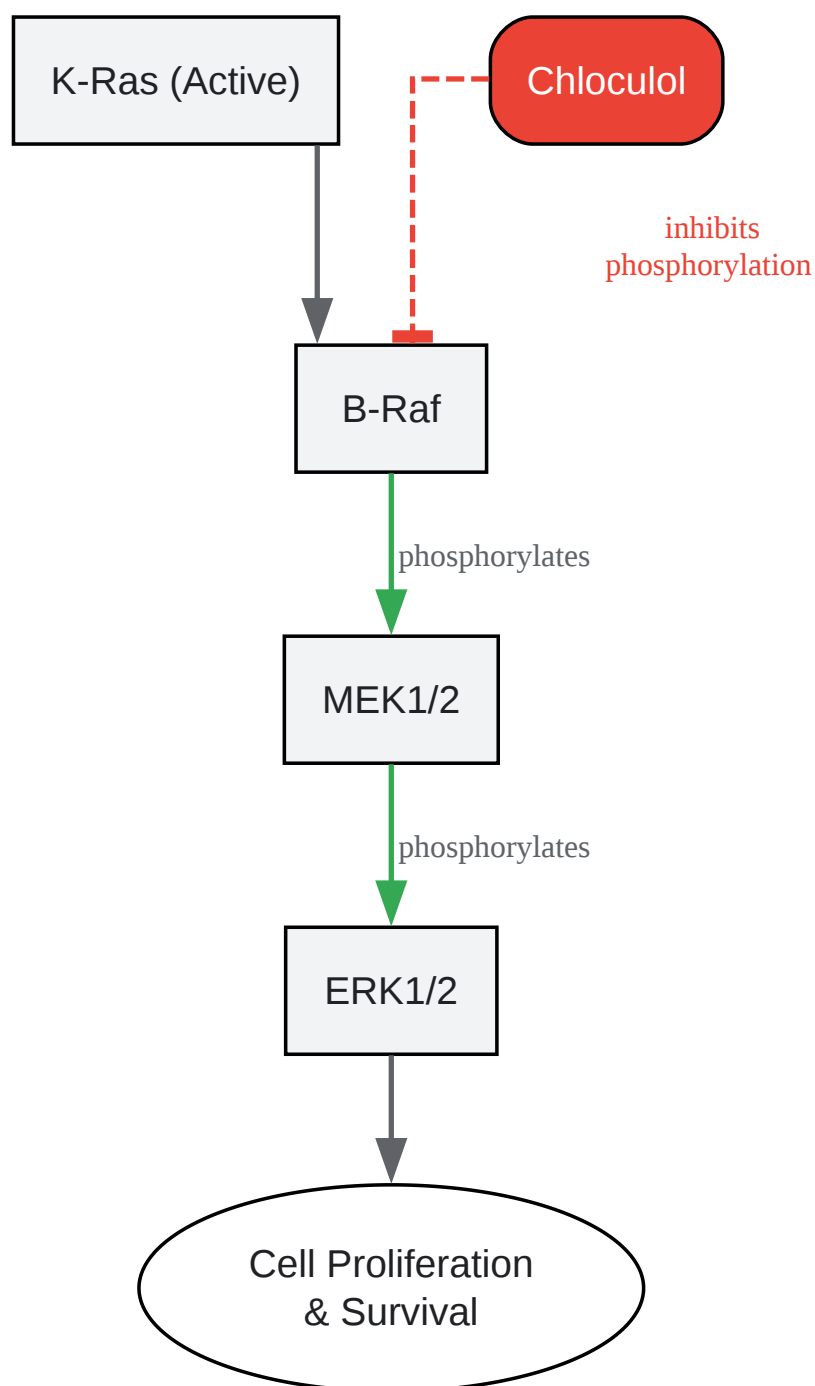 K-Ras (Active)
Chloculol
inhibits
phosphorylation
B-Raf
phosphorylates
MEK1/2
phosphorylates
ERK1/2
Cell Proliferation
& Survival